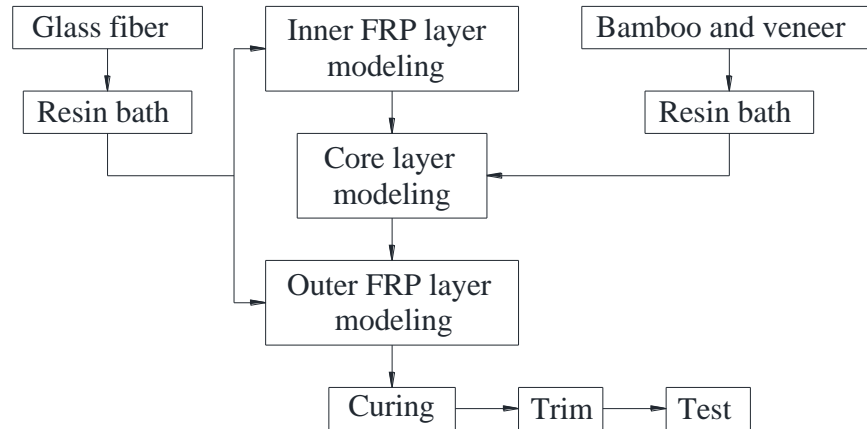 Glass fiber
Inner FRP layer
modeling
Bamboo and veneer
Resin bath
Resin bath
Core layer
modeling
Outer FRP layer
modeling
Curing
Trim
Test